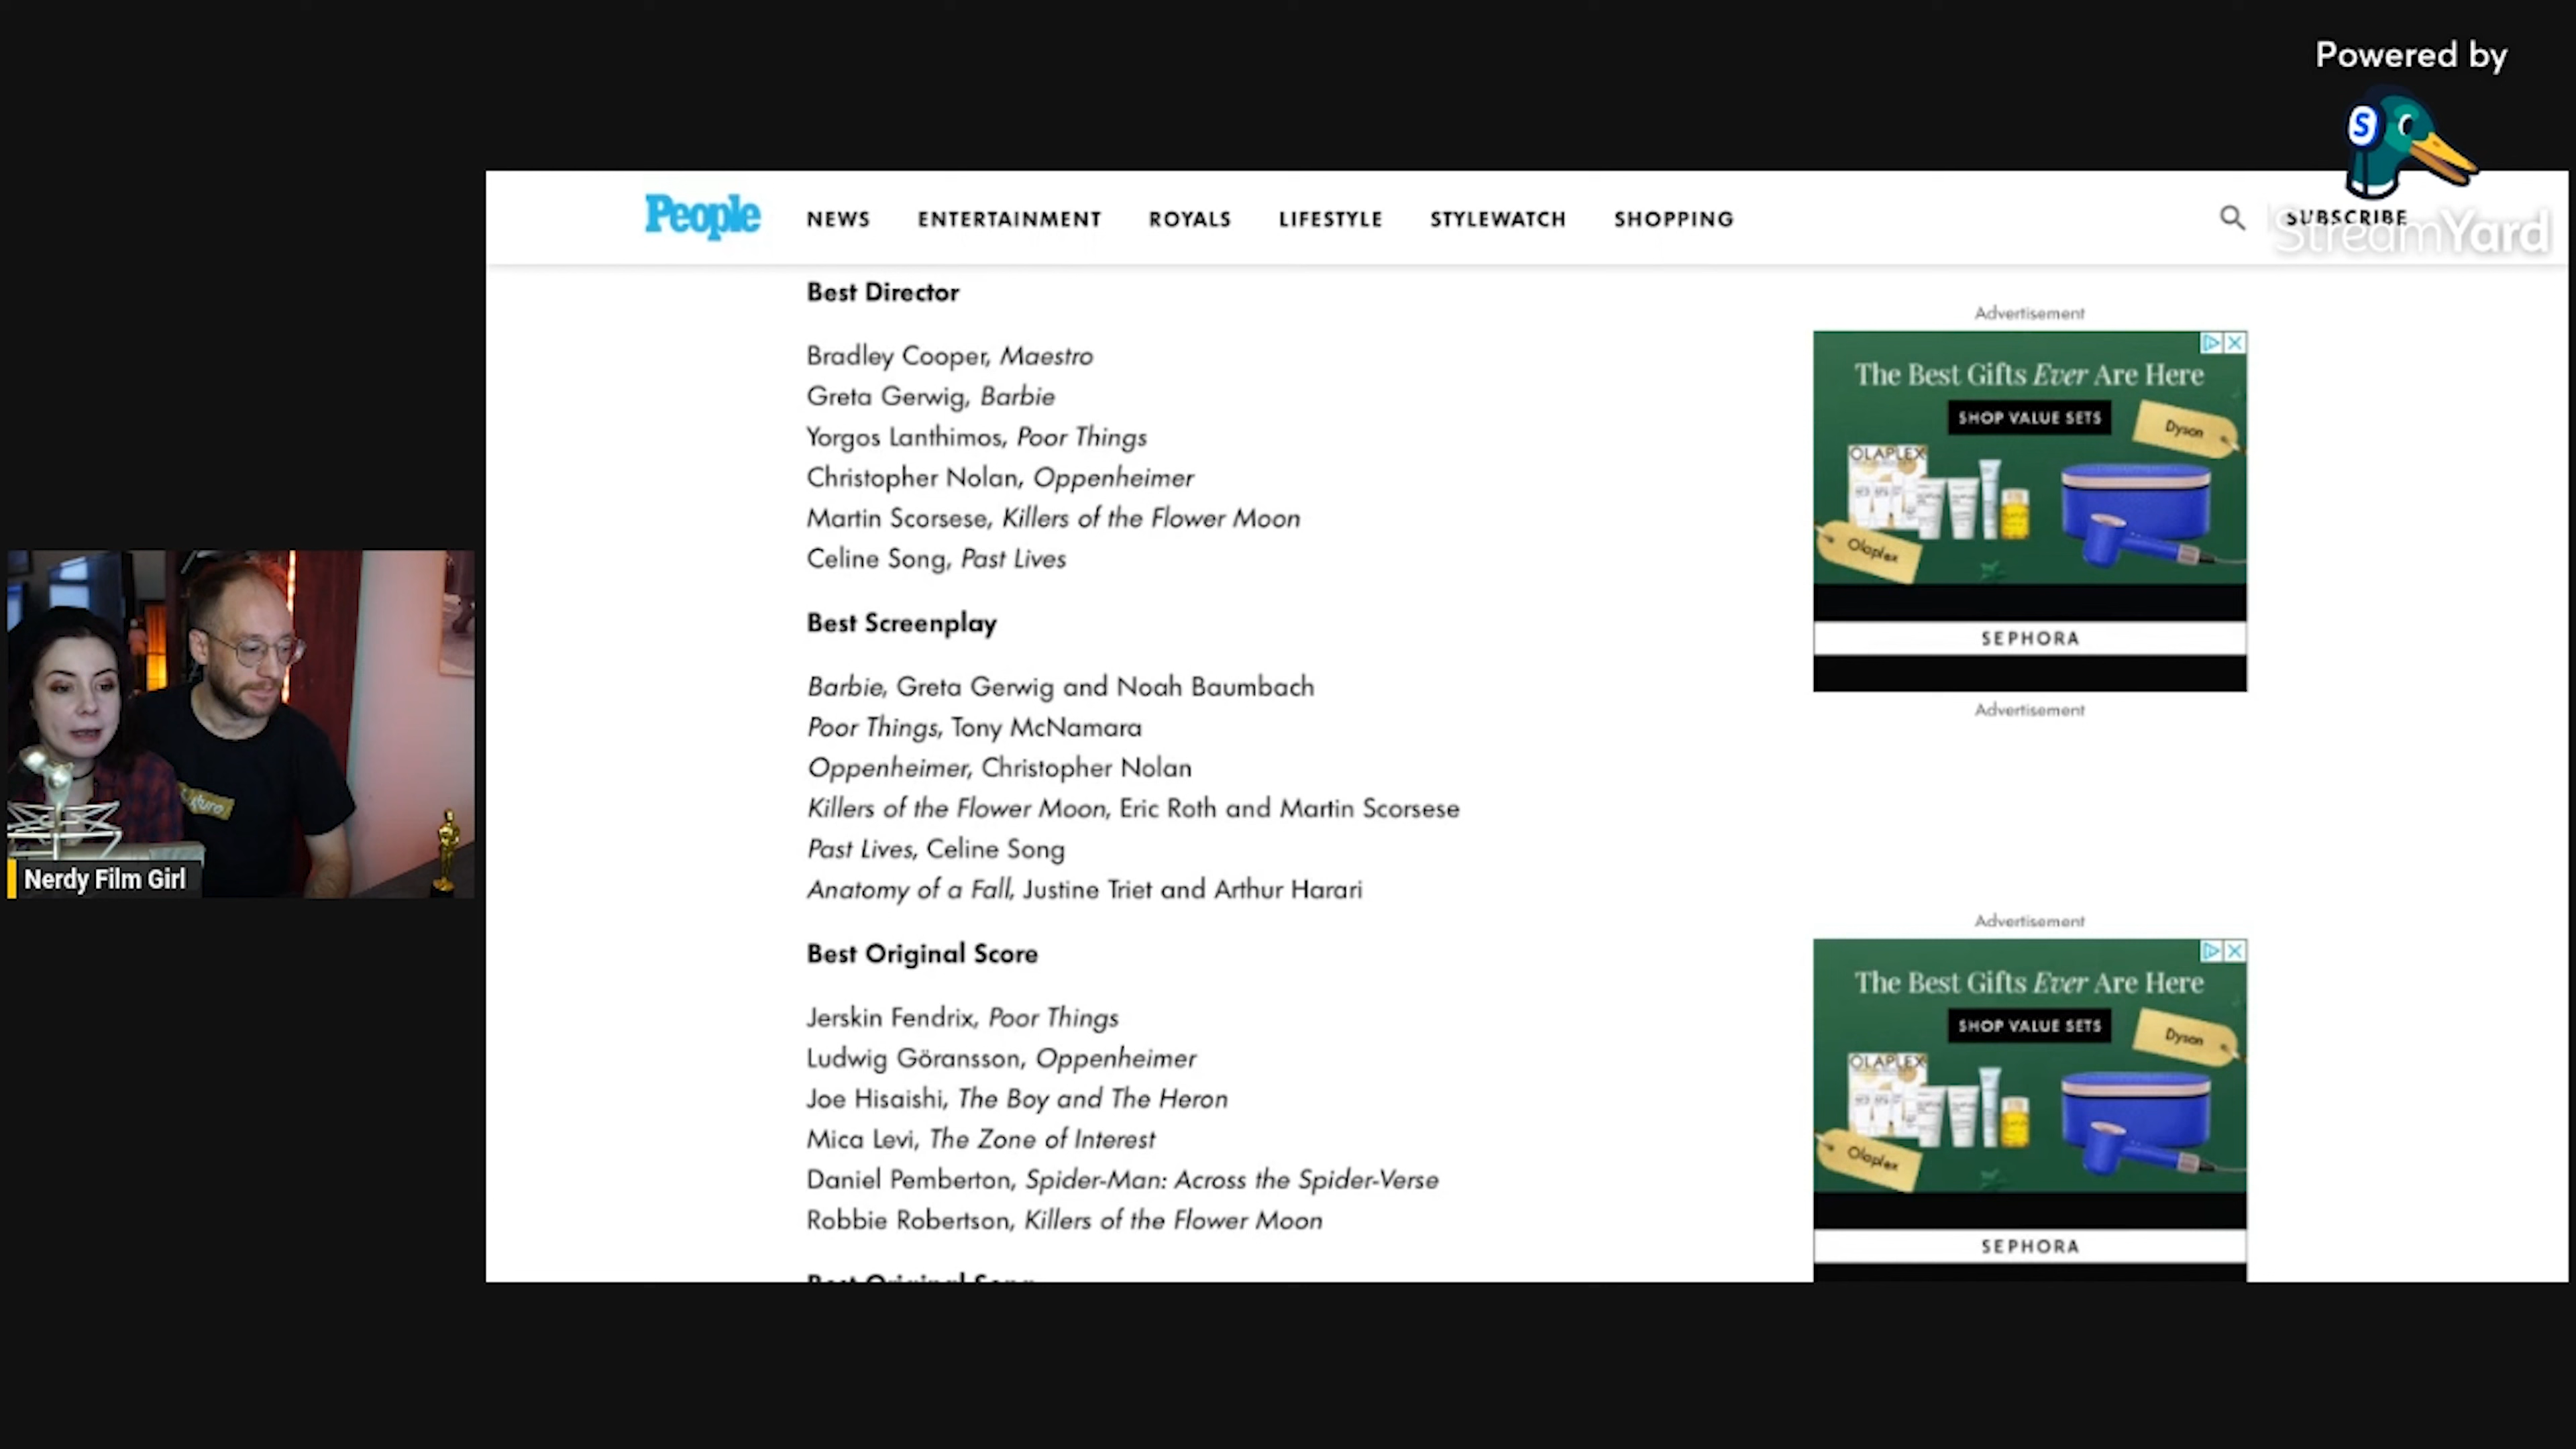 Powered by
S
StreamYard
People NEWS ENTERTAINMENT ROYALS LIFESTYLE STYLEWATCH SHOPPING SUBSCRIBE
Best Director
Bradley Cooper, Maestro
Greta Gerwig, Barbie
Yorgos Lanthimos, Poor Things
Christopher Nolan, Oppenheimer
Martin Scorsese, Killers of the Flower Moon
Celine Song, Past Lives
Best Screenplay
Barbie, Greta Gerwig and Noah Baumbach
Poor Things, Tony McNamara
Oppenheimer, Christopher Nolan
Killers of the Flower Moon, Eric Roth and Martin Scorsese
Past Lives, Celine Song
Anatomy of a Fall, Justine Triet and Arthur Harari
Best Original Score
Jerskin Fendrix, Poor Things
Ludwig Göransson, Oppenheimer
Joe Hisaishi, The Boy and The Heron
Mica Levi, The Zone of Interest
Daniel Pemberton, Spider-Man: Across the Spider-Verse
Robbie Robertson, Killers of the Flower Moon
Best Original Song
Advertisement
The Best Gifts Ever Are Here
SHOP VALUE SETS
Dyson
OLAPLEX
Olaplex
SEPHORA
Advertisement
Advertisement
The Best Gifts Ever Are Here
SHOP VALUE SETS
Dyson
OLAPLEX
Olaplex
SEPHORA
Nerdy Film Girl